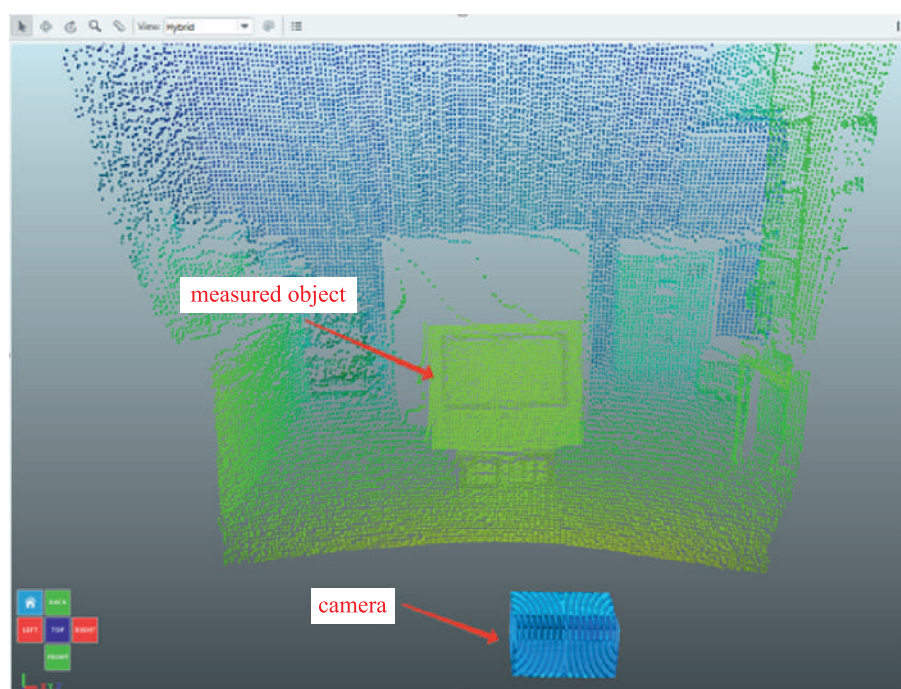 View: Hybrid
measured object
camera
BACK
LEFT TOP RIGHT
FRONT